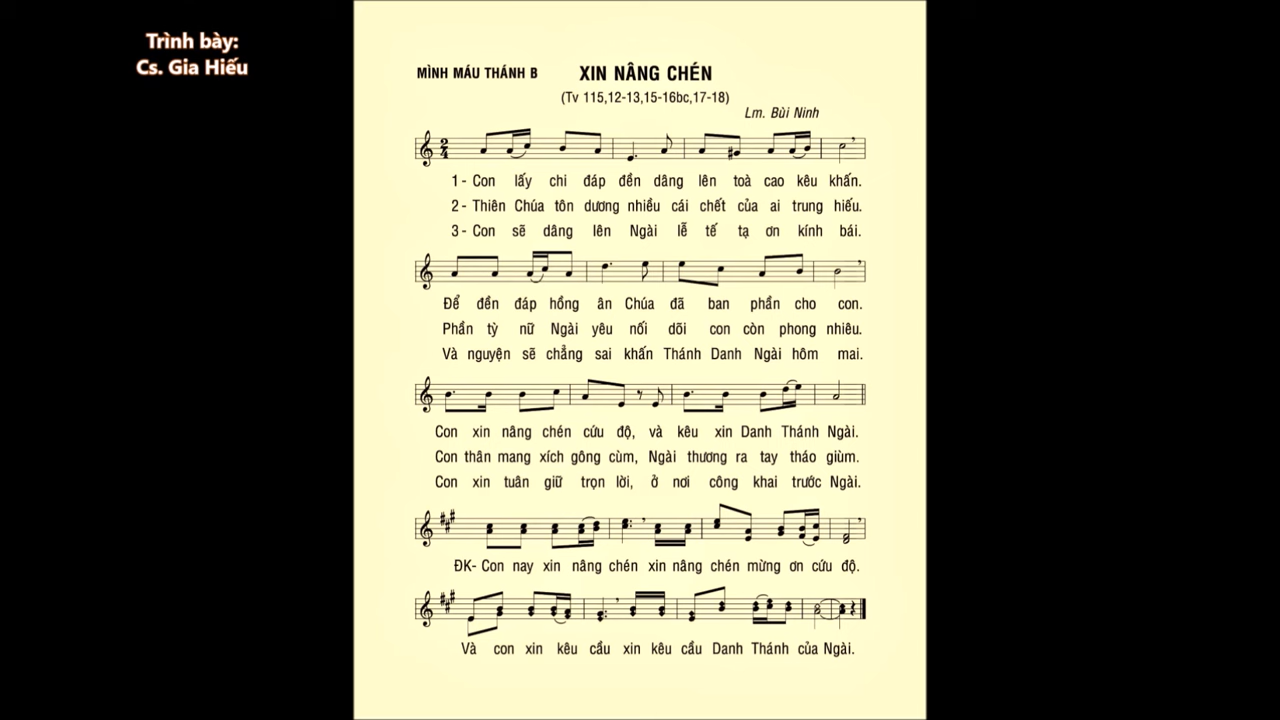 Trình bày:
Cs. Gia Hiếu
MÌNH MÁU THÁNH B
XIN NÂNG CHÉN
(Tv 115,12-13,15-16bc,17-18)
Lm. Bùi Ninh
1- Con lấy chi đáp đền dâng lên toà cao kêu khấn.
2- Thiên Chúa tôn dương nhiều cái chết của ai trung hiếu.
3- Con sẽ dâng lên Ngài lễ tế tạ ơn kính bái.
Để đền đáp hồng ân Chúa đã ban phần cho con.
Phần tỳ nữ Ngài yêu nối dõi con còn phong nhiêu.
Và nguyện sẽ chẳng sai khấn Thánh Danh Ngài hôm mai.
Con xin nâng chén cứu độ, và kêu xin Danh Thánh Ngài.
Con thân mang xích gông cùm, Ngài thương ra tay tháo giùm.
Con xin tuân giữ trọn lời, ở nơi công khai trước Ngài.
ĐK- Con nay xin nâng chén xin nâng chén mừng ơn cứu độ.
Và con xin kêu cầu xin kêu cầu Danh Thánh của Ngài.